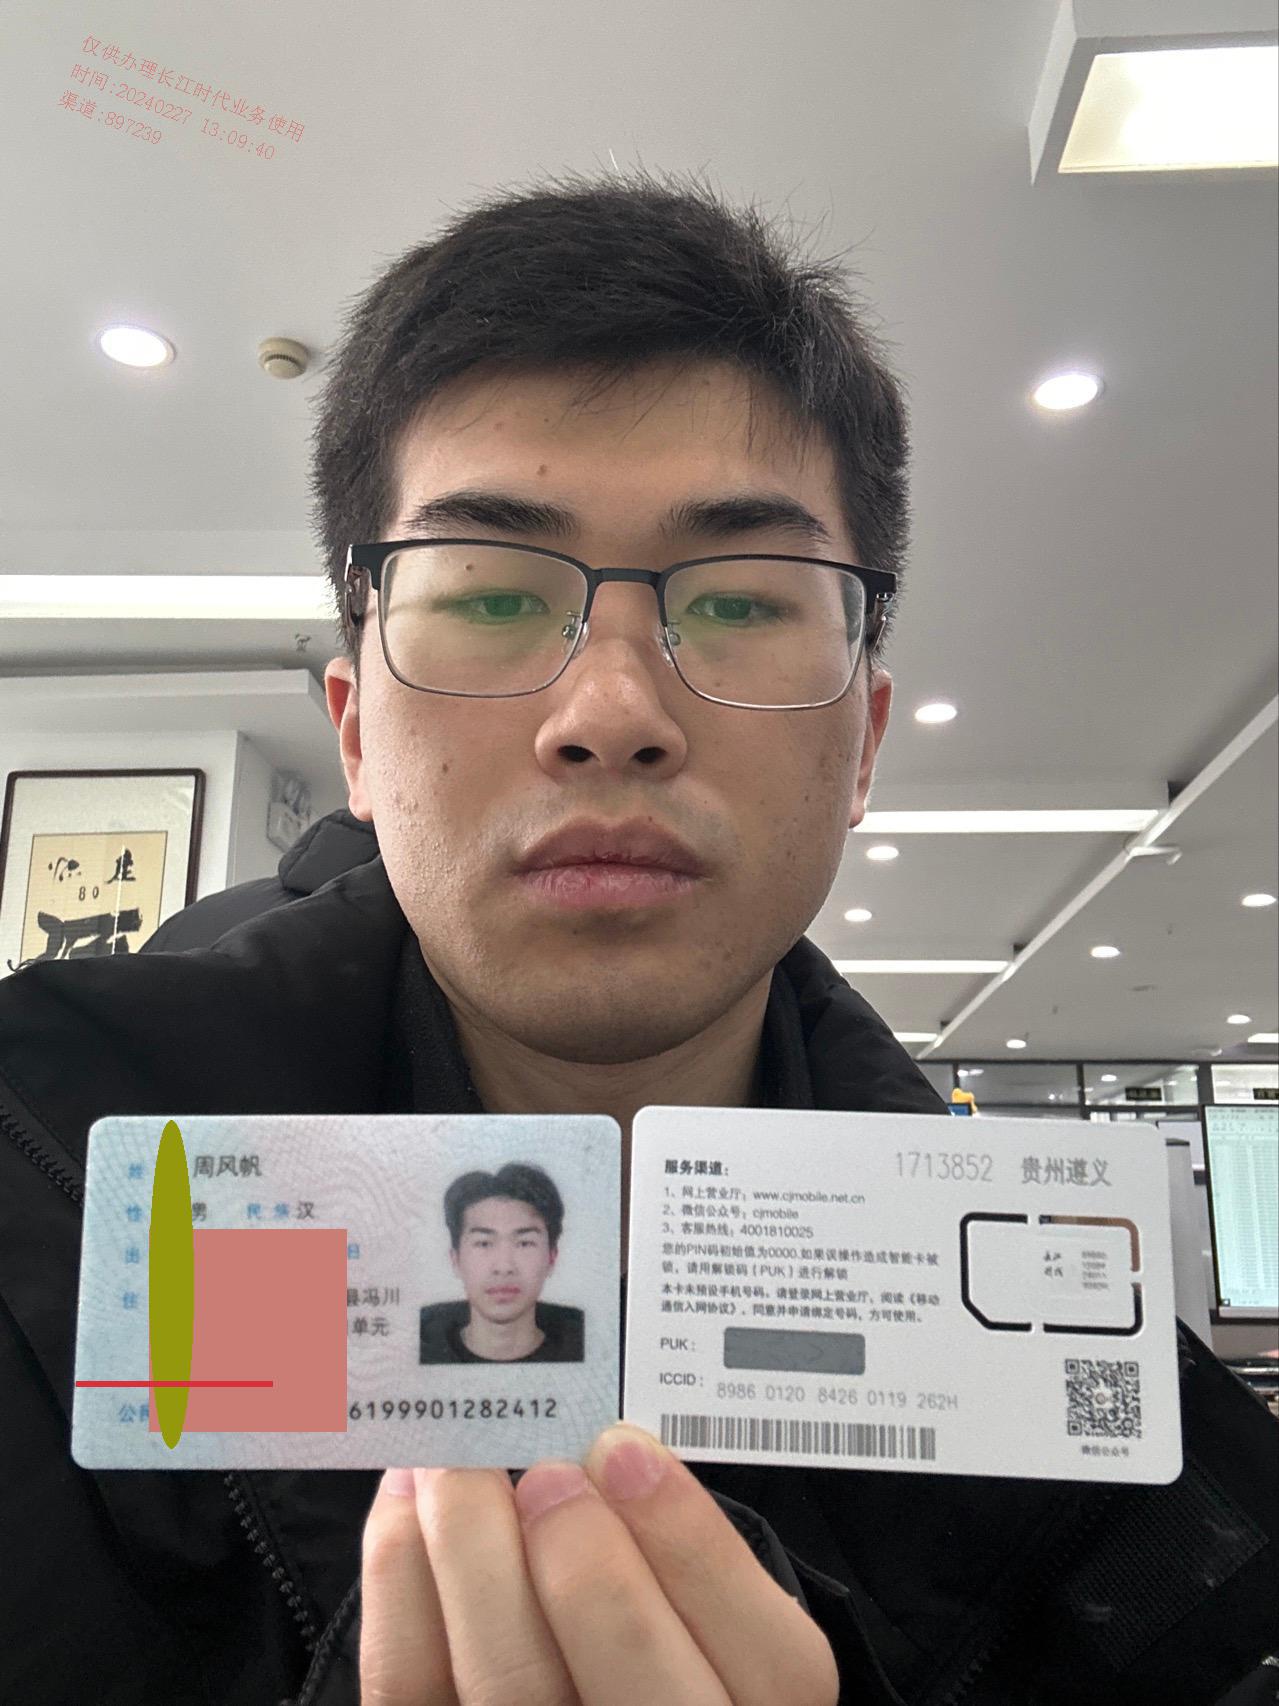 仅供办理长江时代业务使用
时间:20240227 13:09:40
渠道:897239
80
姓 周风帆
性 男 民族 汉
出 日
住 县冯川
单元
公民 6199901282412
服务渠道:
1713852 贵州遵义
1、网上营业厅:www.cjmobile.net.cn
2、微信公众号:cjmobile
3、客服热线:4001810025
您的PIN码初始值为0000.如果误操作造成智能卡被
锁,请用解锁码(PUK)进行解锁
本卡未预设手机号码,请登录网上营业厅,阅读《移动
通信入网协议》,同意并申请绑定号码,方可使用。
PUK:
ICCID: 8986 0120 8426 0119 262H
微信公众号